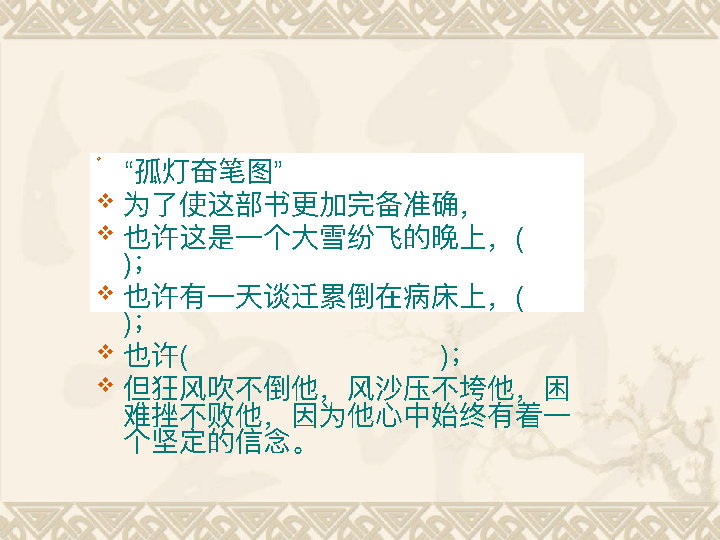 “孤灯奋笔图”
为了使这部书更加完备准确，
也许这是一个大雪纷飞的晚上，(
)；
也许有一天谈迁累倒在病床上，(
)；
也许(                    )；
但狂风吹不倒他，风沙压不垮他，困
难挫不败他，因为他心中始终有着一
个坚定的信念。